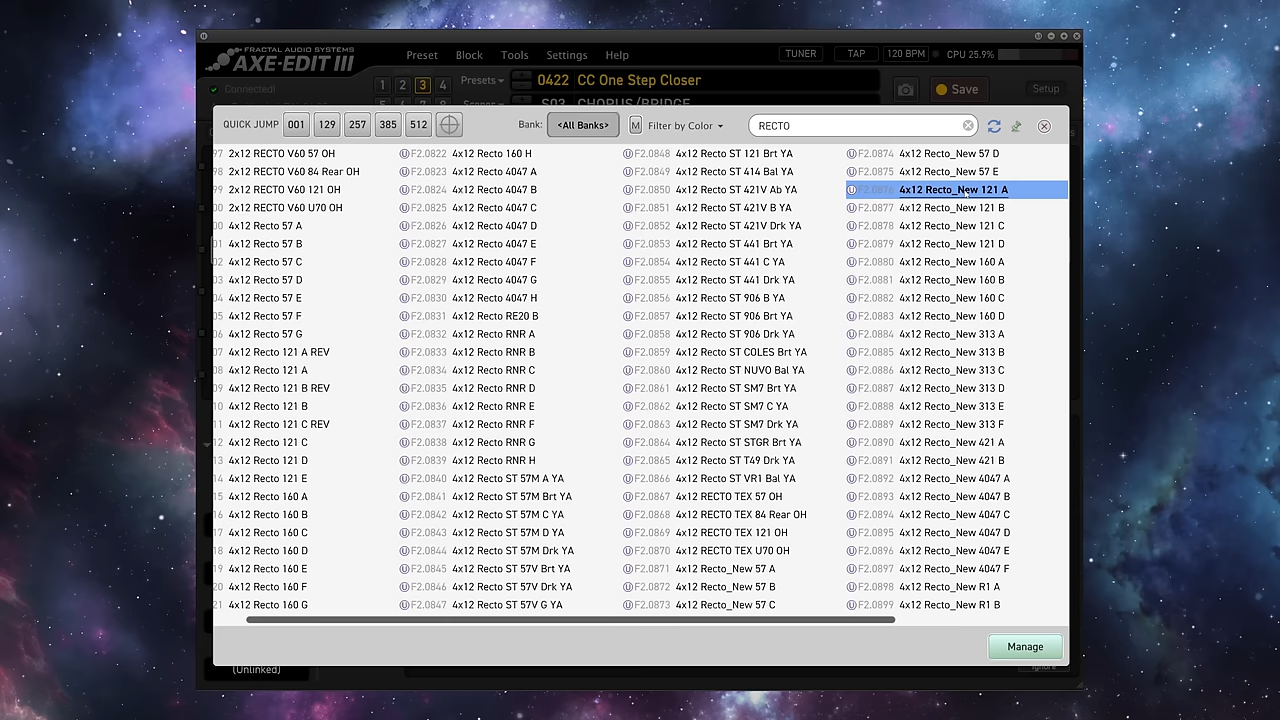 FRACTAL AUDIO SYSTEMS
AXE-EDIT III
Preset Block Tools Settings Help
TUNER TAP 120 BPM CPU 25.9%
Connected!
1 2 3 4
Presets
0422 CC One Step Closer
Save
Setup
S03 CHORUS/BRIDGE
QUICK JUMP 001 129 257 385 512
Bank: <All Banks> M Filter by Color RECTO
97 2x12 RECTO V60 57 OH
98 2x12 RECTO V60 84 Rear OH
99 2x12 RECTO V60 121 OH
00 2x12 RECTO V60 U70 OH
00 4x12 Recto 57 A
01 4x12 Recto 57 B
02 4x12 Recto 57 C
03 4x12 Recto 57 D
04 4x12 Recto 57 E
05 4x12 Recto 57 F
06 4x12 Recto 57 G
07 4x12 Recto 121 A REV
08 4x12 Recto 121 A
09 4x12 Recto 121 B REV
10 4x12 Recto 121 B
11 4x12 Recto 121 C REV
12 4x12 Recto 121 C
13 4x12 Recto 121 D
14 4x12 Recto 121 E
15 4x12 Recto 160 A
16 4x12 Recto 160 B
17 4x12 Recto 160 C
18 4x12 Recto 160 D
19 4x12 Recto 160 E
20 4x12 Recto 160 F
21 4x12 Recto 160 G
U F2.0822 4x12 Recto 160 H
U F2.0823 4x12 Recto 4047 A
U F2.0824 4x12 Recto 4047 B
U F2.0825 4x12 Recto 4047 C
U F2.0826 4x12 Recto 4047 D
U F2.0827 4x12 Recto 4047 E
U F2.0828 4x12 Recto 4047 F
U F2.0829 4x12 Recto 4047 G
U F2.0830 4x12 Recto 4047 H
U F2.0831 4x12 Recto RE20 B
U F2.0832 4x12 Recto RNR A
U F2.0833 4x12 Recto RNR B
U F2.0834 4x12 Recto RNR C
U F2.0835 4x12 Recto RNR D
U F2.0836 4x12 Recto RNR E
U F2.0837 4x12 Recto RNR F
U F2.0838 4x12 Recto RNR G
U F2.0839 4x12 Recto RNR H
U F2.0840 4x12 Recto ST 57M A YA
U F2.0841 4x12 Recto ST 57M Brt YA
U F2.0842 4x12 Recto ST 57M C YA
U F2.0843 4x12 Recto ST 57M D YA
U F2.0844 4x12 Recto ST 57M Drk YA
U F2.0845 4x12 Recto ST 57V Brt YA
U F2.0846 4x12 Recto ST 57V Drk YA
U F2.0847 4x12 Recto ST 57V G YA
U F2.0848 4x12 Recto ST 121 Brt YA
U F2.0849 4x12 Recto ST 414 Bal YA
U F2.0850 4x12 Recto ST 421V Ab YA
U F2.0851 4x12 Recto ST 421V B YA
U F2.0852 4x12 Recto ST 421V Drk YA
U F2.0853 4x12 Recto ST 441 Brt YA
U F2.0854 4x12 Recto ST 441 C YA
U F2.0855 4x12 Recto ST 441 Drk YA
U F2.0856 4x12 Recto ST 906 B YA
U F2.0857 4x12 Recto ST 906 Brt YA
U F2.0858 4x12 Recto ST 906 Drk YA
U F2.0859 4x12 Recto ST COLES Brt YA
U F2.0860 4x12 Recto ST NUVO Bal YA
U F2.0861 4x12 Recto ST SM7 Brt YA
U F2.0862 4x12 Recto ST SM7 C YA
U F2.0863 4x12 Recto ST SM7 Drk YA
U F2.0864 4x12 Recto ST STGR Brt YA
U F2.0865 4x12 Recto ST T49 Drk YA
U F2.0866 4x12 Recto ST VR1 Bal YA
U F2.0867 4x12 RECTO TEX 57 OH
U F2.0868 4x12 RECTO TEX 84 Rear OH
U F2.0869 4x12 RECTO TEX 121 OH
U F2.0870 4x12 RECTO TEX U70 OH
U F2.0871 4x12 Recto_New 57 A
U F2.0872 4x12 Recto_New 57 B
U F2.0873 4x12 Recto_New 57 C
U F2.0874 4x12 Recto_New 57 D
U F2.0875 4x12 Recto_New 57 E
U F2.0876 4x12 Recto_New 121 A
U F2.0877 4x12 Recto_New 121 B
U F2.0878 4x12 Recto_New 121 C
U F2.0879 4x12 Recto_New 121 D
U F2.0880 4x12 Recto_New 160 A
U F2.0881 4x12 Recto_New 160 B
U F2.0882 4x12 Recto_New 160 C
U F2.0883 4x12 Recto_New 160 D
U F2.0884 4x12 Recto_New 313 A
U F2.0885 4x12 Recto_New 313 B
U F2.0886 4x12 Recto_New 313 C
U F2.0887 4x12 Recto_New 313 D
U F2.0888 4x12 Recto_New 313 E
U F2.0889 4x12 Recto_New 313 F
U F2.0890 4x12 Recto_New 421 A
U F2.0891 4x12 Recto_New 421 B
U F2.0892 4x12 Recto_New 4047 A
U F2.0893 4x12 Recto_New 4047 B
U F2.0894 4x12 Recto_New 4047 C
U F2.0895 4x12 Recto_New 4047 D
U F2.0896 4x12 Recto_New 4047 E
U F2.0897 4x12 Recto_New 4047 F
U F2.0898 4x12 Recto_New R1 A
U F2.0899 4x12 Recto_New R1 B
Manage
(Unlinked)
Ignore